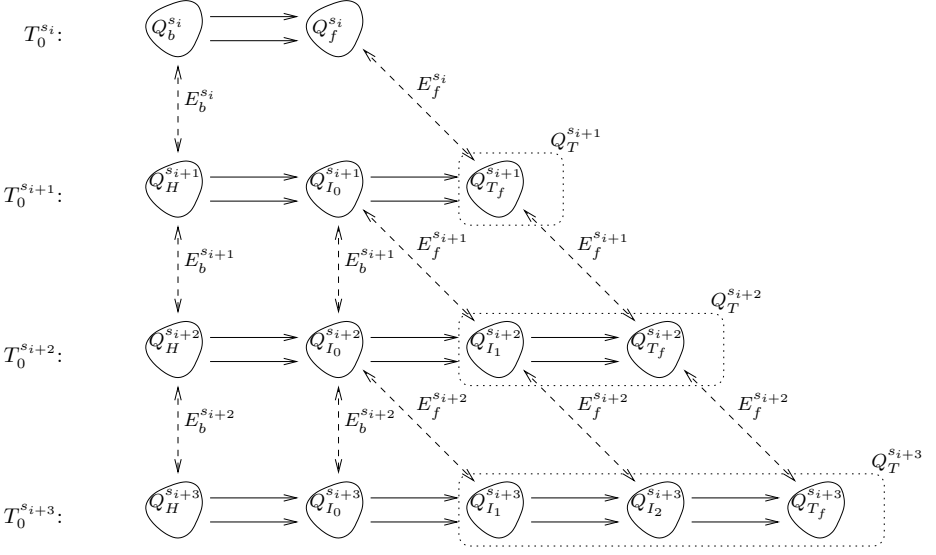 $T_0^{s_i}$: $Q_b^{s_i}$ $Q_f^{s_i}$
$E_b^{s_i}$ $E_f^{s_i}$
$Q_T^{s_{i+1}}$
$T_0^{s_{i+1}}$: $Q_H^{s_{i+1}}$ $Q_{I_0}^{s_{i+1}}$ $Q_{T_f}^{s_{i+1}}$
$E_b^{s_{i+1}}$ $E_b^{s_{i+1}}$ $E_f^{s_{i+1}}$ $E_f^{s_{i+1}}$
$Q_T^{s_{i+2}}$
$T_0^{s_{i+2}}$: $Q_H^{s_{i+2}}$ $Q_{I_0}^{s_{i+2}}$ $Q_{I_1}^{s_{i+2}}$ $Q_{T_f}^{s_{i+2}}$
$E_b^{s_{i+2}}$ $E_b^{s_{i+2}}$ $E_f^{s_{i+2}}$ $E_f^{s_{i+2}}$ $E_f^{s_{i+2}}$
$Q_T^{s_{i+3}}$
$T_0^{s_{i+3}}$: $Q_H^{s_{i+3}}$ $Q_{I_0}^{s_{i+3}}$ $Q_{I_1}^{s_{i+3}}$ $Q_{I_2}^{s_{i+3}}$ $Q_{T_f}^{s_{i+3}}$